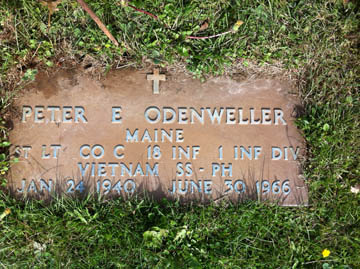 PETER E ODENWELLER
MAINE
ST LT CO C 18 INF 1 INF DIV
VIETNAM SS-PH
JAN 24 1940 JUNE 30 1966